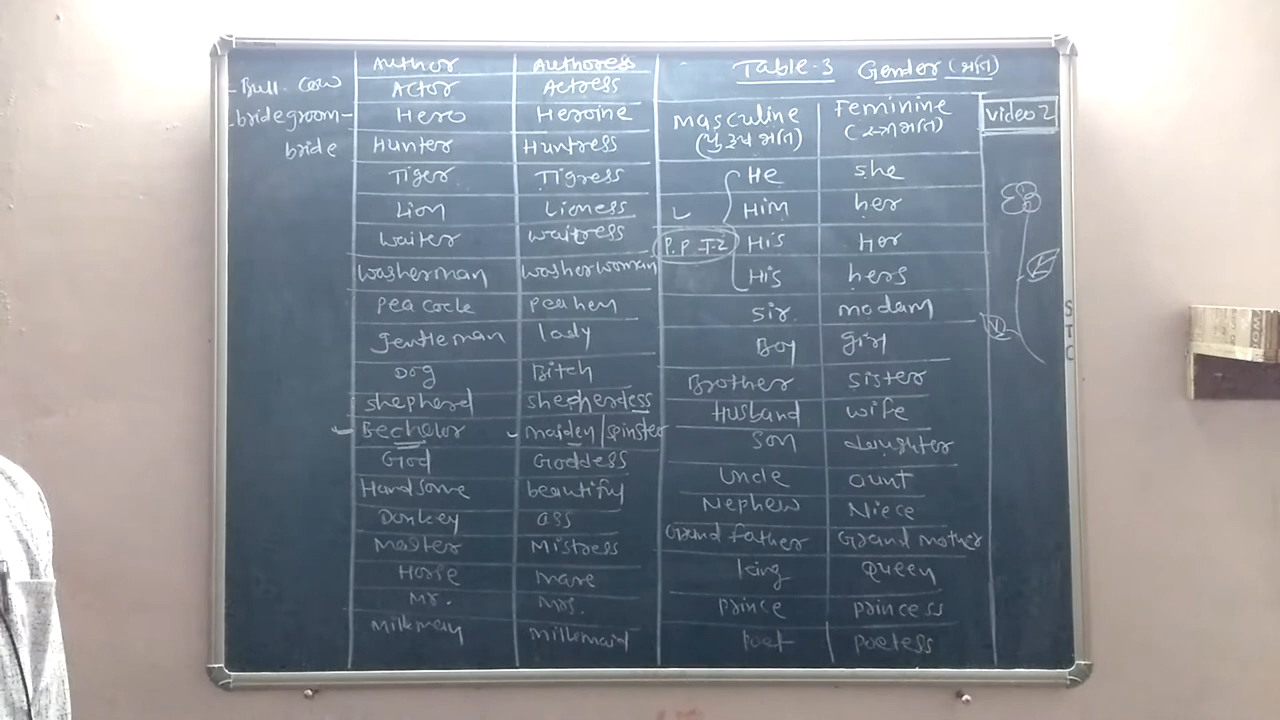 Table-3 Gender (জাতি)
Video 2
Masculine Feminine
He she
Him her
P.P.T-2 His Her
His hers
Sir. madam
Boy girl
Brother sister
Husband wife
Son daughter
Uncle aunt
Nephew Niece
Grand father Grand mother
King Queen
Prince princess
Poet Poetess
Author Authoress
Bull - Cow Actor Actress
- bridegroom - Hero Heroine
bride Hunter Huntress
Tiger Tigress
Lion Lioness
waiter waitress
washerman washerwoman
Peacock Peahen
gentleman lady
Dog Bitch
shepherd shepherdess
Bechelor maiden/spinster
God Goddess
Handsome beautiful
Donkey ass
Master Mistress
Horse mare
Mr. Mrs.
Milkman milkmaid
STC
E
N